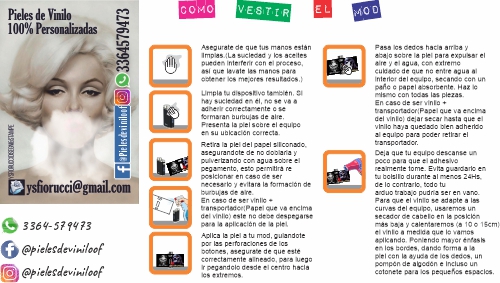 COMO VESTIR EL MOD
Pieles de Vinilo
100% Personalizadas
3364579473
@Pielesdeviniloof
ysfiorucci@gmail.com
3364-579473
@pielesdeviniloof
@pielesdeviniloof
Asegurate de que tus manos están
limpias.(La suciedad y los aceites
pueden interferir con el proceso,
así que lavate las manos para
obtener los mejores resultados.)
Limpia tu dispositivo también. Si
hay suciedad en él, no se va a
adherir correctamente o se
formaran burbujas de aire.
Presenta la piel sobre el equipo
en su ubicación correcta.
Retira la piel del papel siliconado,
asegurandote de no doblarla y
pulverizando con agua sobre el
pegamento, esto permitirá re
posicionar en caso de ser
necesario y evitara la formación de
burbujas de aire.
En caso de ser vinilo +
transportador(Papel que va encima
del vinilo) este no debe despegarse
para la aplicación de la piel.
Aplica la piel a tu mod, guiándote
por las perforaciones de los
botones, asegurate de que esté
correctamente alineado, para luego
ir pegandolo desde el centro hacia
los extremos.
Pasa los dedos hacia arriba y
abajo sobre la piel para expulsar el
aire y el agua, con extremo
cuidado de que no entre agua al
interior del equipo, secando con un
paño o papel absorbente. Haz lo
mismo con todas las piezas.
En caso de ser vinilo +
transportador(Papel que va encima
del vinilo) dejar secar hasta que el
vinilo haya quedado bien adherido
al equipo para poder retirar el
transportador.
Deja que tu equipo descanse un
poco para que el adhesivo
realmente tome. Evita guardarlo en
tu bolsillo durante al menos 24Hs,
de lo contrario, todo tu
arduo trabajo podría ser en vano.
Para que el vinilo se adapte a las
curvas del equipo, usaremos un
secador de cabello en la posición
más baja y calentaremos (a 10 o 15cm)
el vinilo a medida que lo vamos
aplicando. Poniendo mayor énfasis
en los bordes, dando forma a la
piel con la ayuda de los dedos, un
pompón de algodón e incluso un
cotonete para los pequeños espacios.